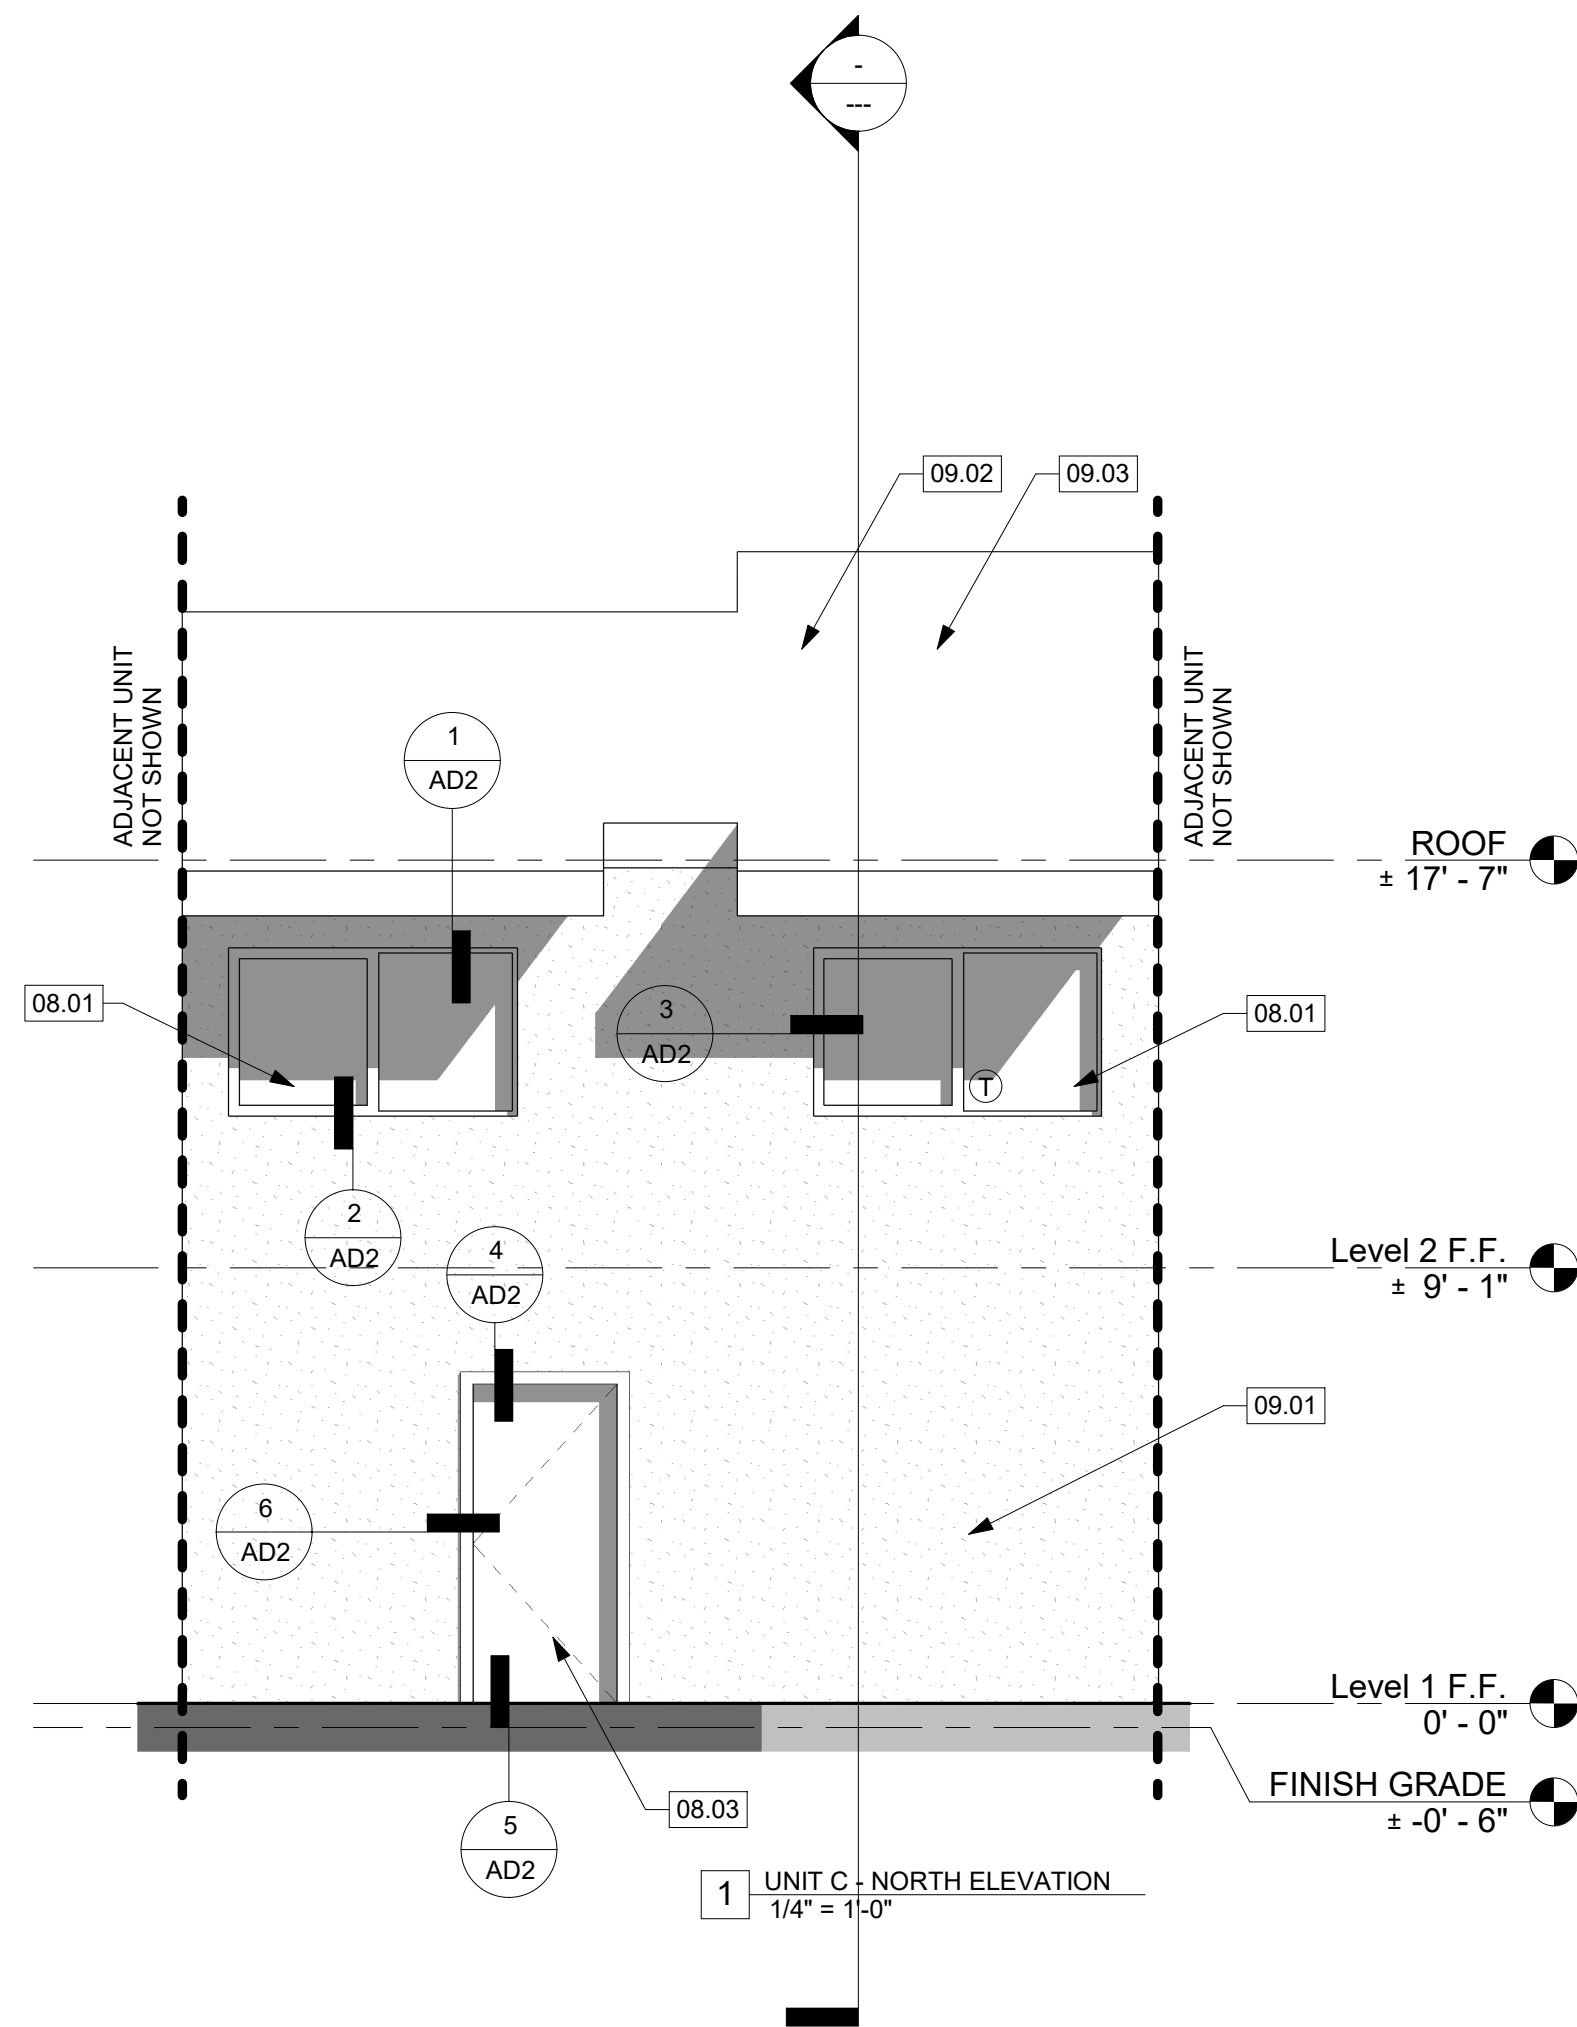 -
---
09.02
09.03
ADJACENT UNIT
NOT SHOWN
ADJACENT UNIT
NOT SHOWN
1
AD2
ROOF
± 17' - 7"
08.01
3
AD2
08.01
T
2
AD2
4
AD2
Level 2 F.F.
± 9' - 1"
09.01
6
AD2
Level 1 F.F.
0' - 0"
FINISH GRADE
± -0' - 6"
08.03
5
AD2
1
UNIT C - NORTH ELEVATION
1/4" = 1'-0"